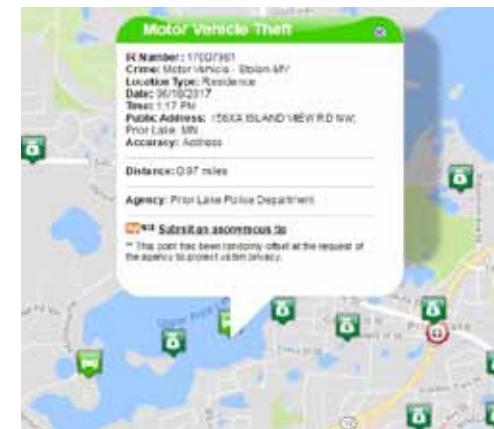 Motor Vehicle Theft
IR Number:
Crime: Motor Vehicle - Stolen MV
Location Type: Residence
Date: 06/18/2017
Time: 1:17 PM
Public Address: ISLAND VIEW RD NW,
Prior Lake, MN
Accuracy: Address
Distance: 0.97 miles
Agency: Prior Lake Police Department
Submit an anonymous tip
** This point has been randomly offset at the request of
the agency to protect victim privacy.
Upper Prior